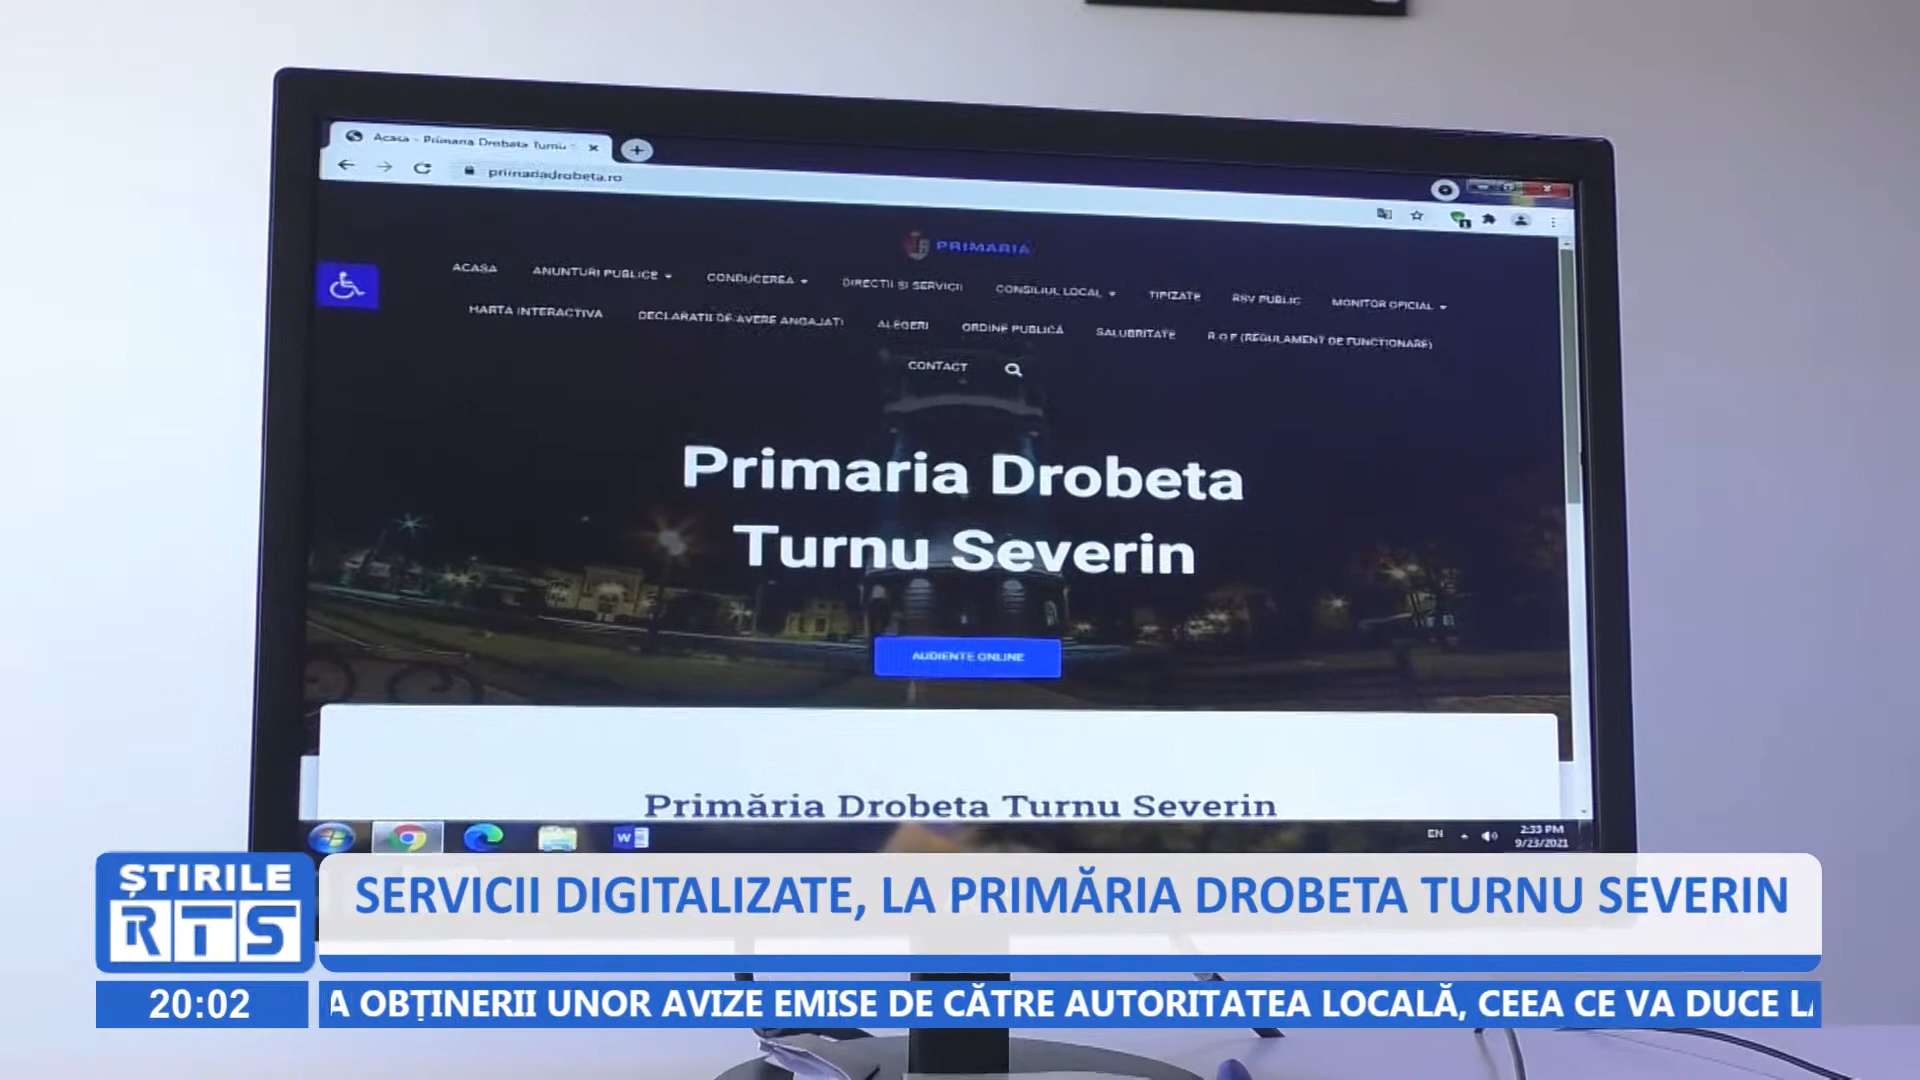 Acasa - Primaria Drobeta Turnu S
primariadrobeta.ro
PRIMARIA
ACASA ANUNTURI PUBLICE CONDUCEREA DIRECTII SI SERVICII CONSILIUL LOCAL TIPIZATE RSV PUBLIC MONITOR OFICIAL
HARTA INTERACTIVA DECLARATII DE AVERE ANGAJATI ALEGERI ORDINE PUBLICĂ SALUBRITATE R.O.F (REGULAMENT DE FUNCTIONARE)
CONTACT
Primaria Drobeta
Turnu Severin
AUDIENTE ONLINE
Primăria Drobeta Turnu Severin
EN 2:33 PM
9/23/2021
ȘTIRILE
RTS
SERVICII DIGITALIZATE, LA PRIMĂRIA DROBETA TURNU SEVERIN
20:02
A OBȚINERII UNOR AVIZE EMISE DE CĂTRE AUTORITATEA LOCALĂ, CEEA CE VA DUCE LA